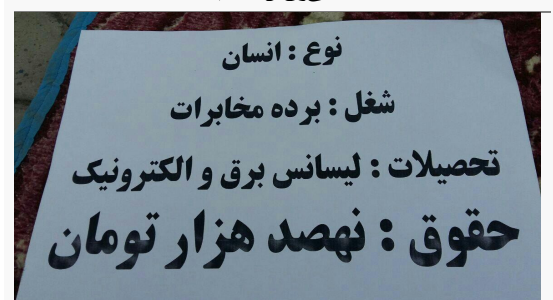 نوع : انسان
شغل : برده مخابرات
تحصیلات : لیسانس برق و الکترونیک
حقوق : نهصد هزار تومان